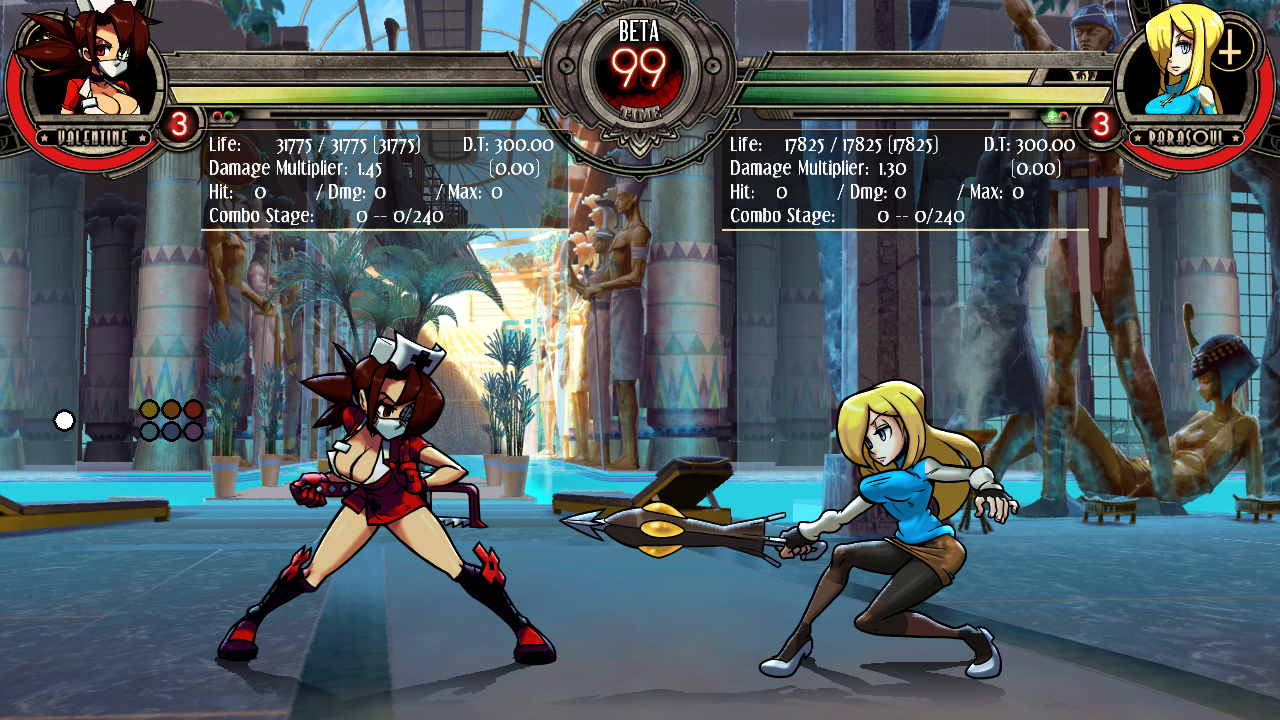 BETA
99
TIME
VALENTINE
3
PARASOUL
3
Life: 31775 / 31775 [31775] D.T: 300.00
Damage Multiplier: 1.45 [0.00]
Hit: 0 / Dmg: 0 / Max: 0
Combo Stage: 0 -- 0/240
Life: 17825 / 17825 [17825] D.T: 300.00
Damage Multiplier: 1.30 [0.00]
Hit: 0 / Dmg: 0 / Max: 0
Combo Stage: 0 -- 0/240